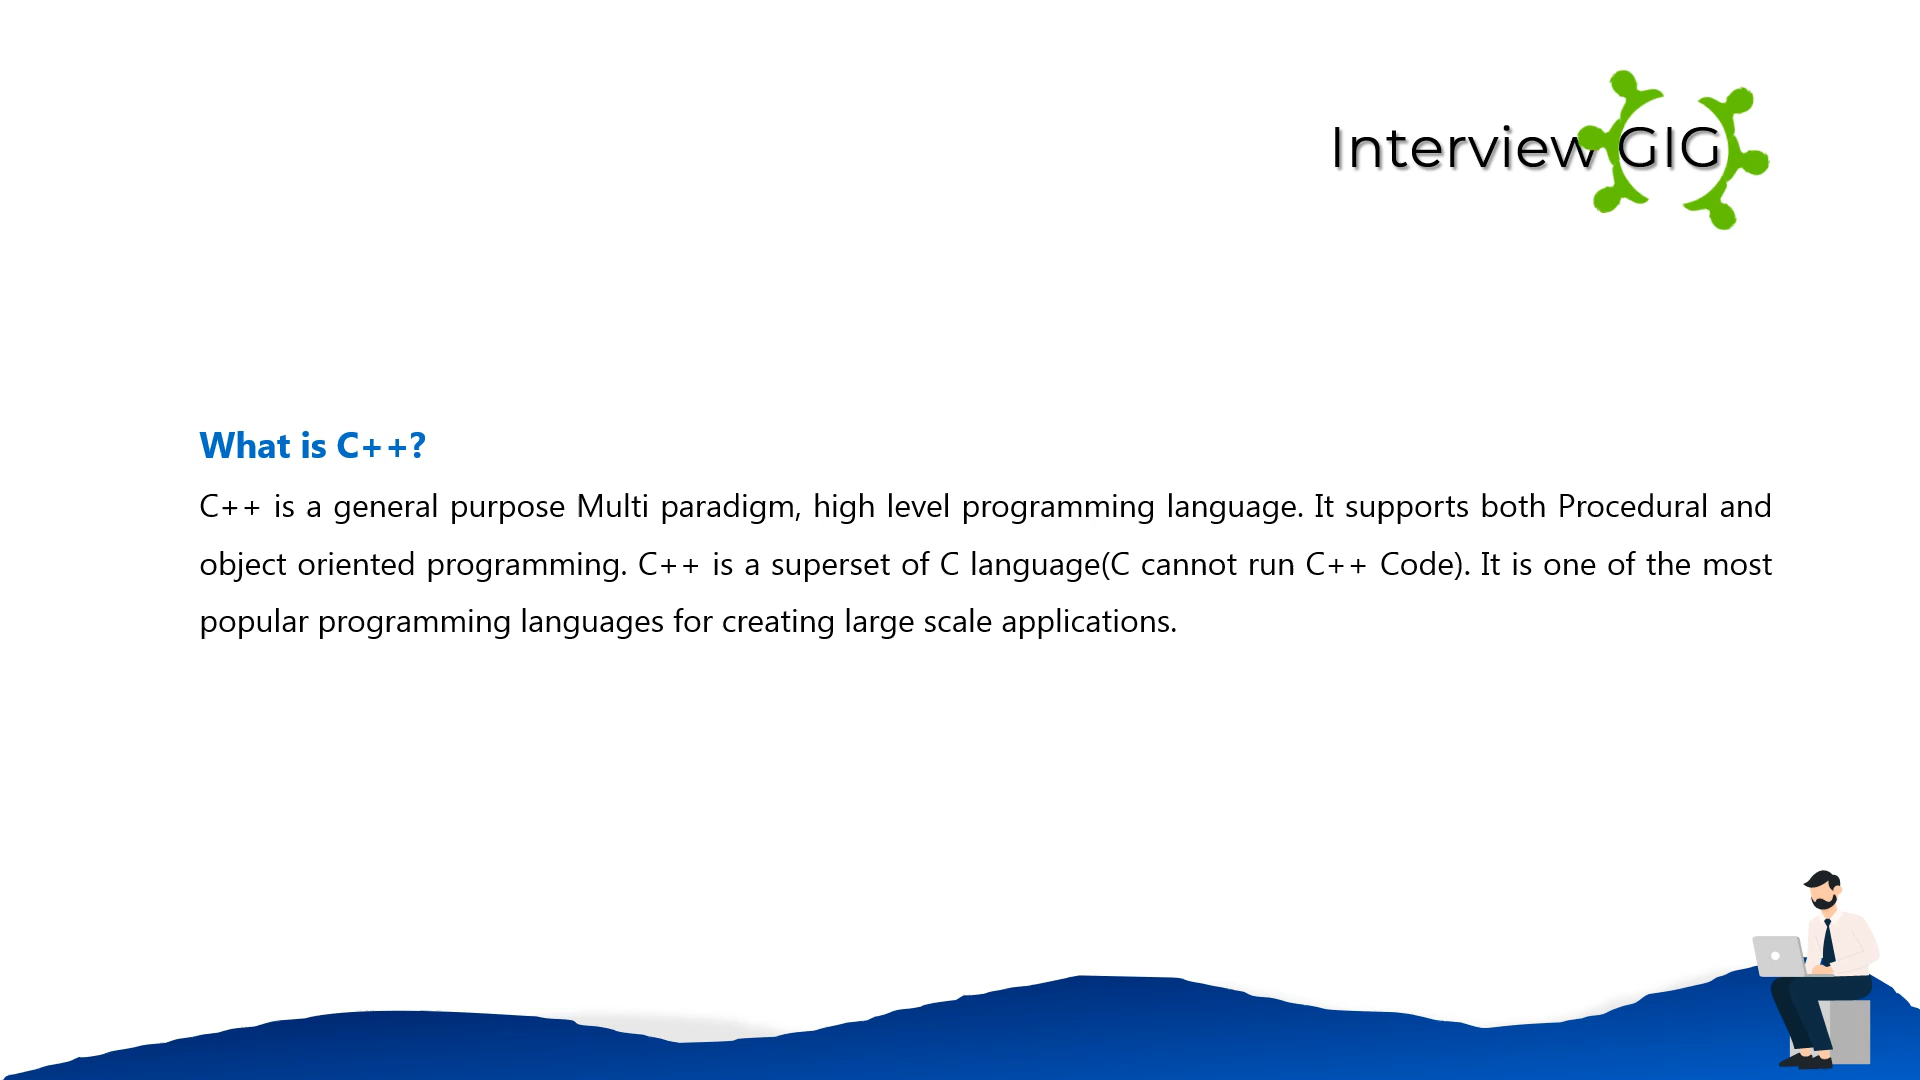 Interview GIG
What is C++?
C++ is a general purpose Multi paradigm, high level programming language. It supports both Procedural and
object oriented programming. C++ is a superset of C language(C cannot run C++ Code). It is one of the most
popular programming languages for creating large scale applications.